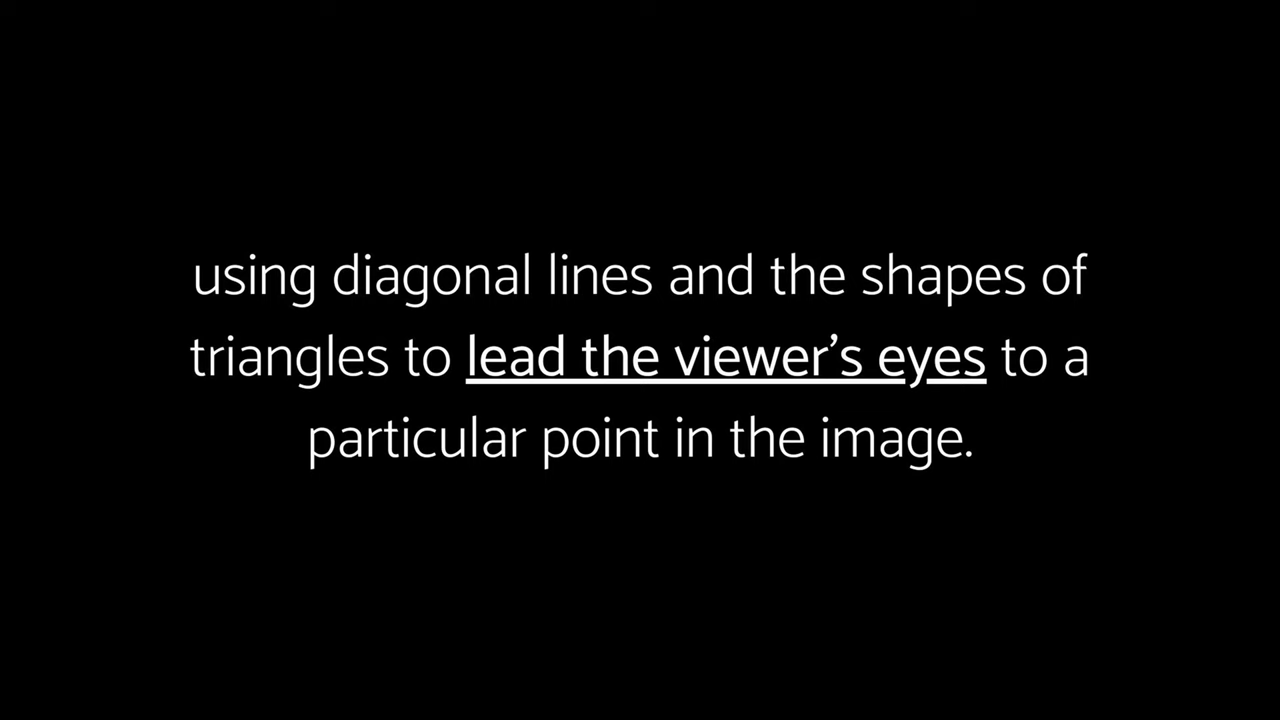 using diagonal lines and the shapes of
triangles to lead the viewer’s eyes to a
particular point in the image.